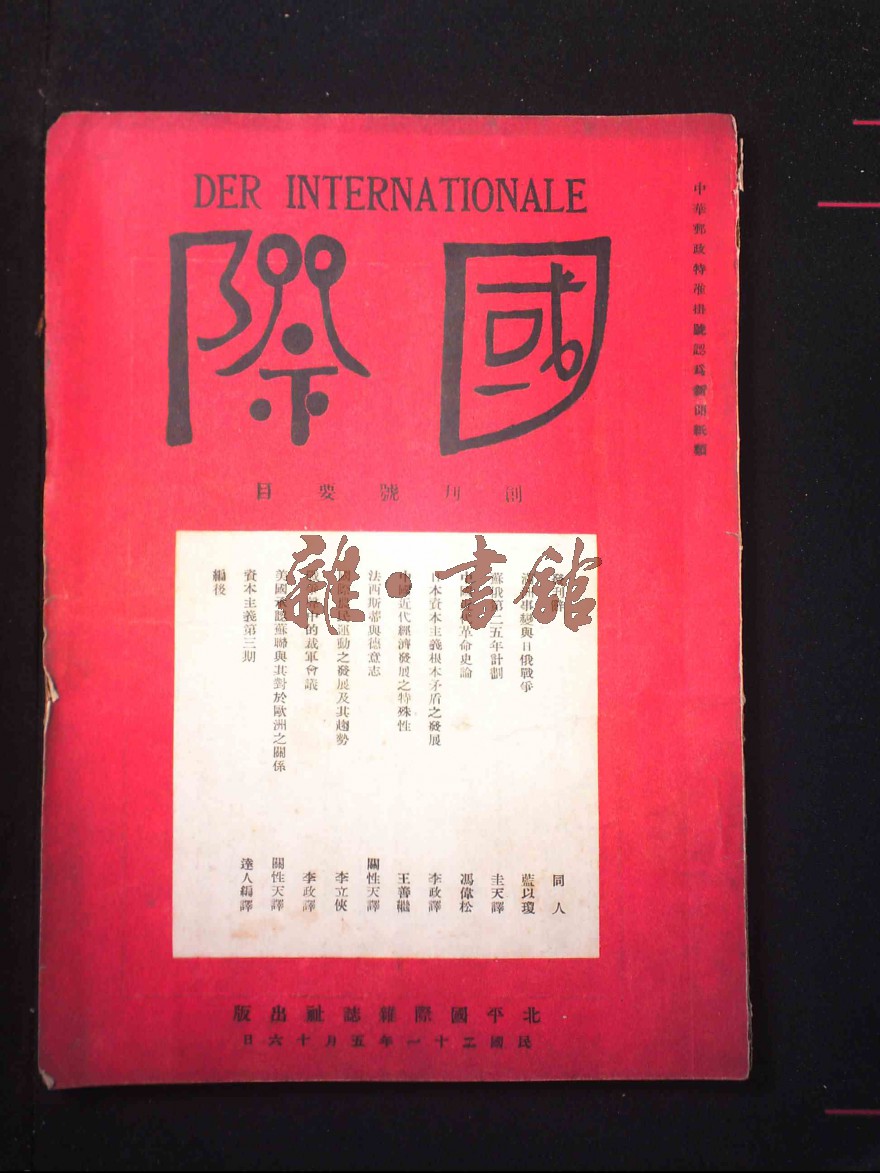 DER INTERNATIONALE
國際
中華郵政特准掛號認爲新聞紙類
創刊號要目
同人
事變與日俄戰爭 藍以瓊
蘇俄第二五年計劃 圭天譯
革命史論 馮偉松
日本資本主義根本矛盾之發展 李政譯
中國近代經濟發展之特殊性 王善繼
法西斯蒂與德意志 關性天譯
國際農民運動之發展及其趨勢 李立俠
的裁軍會議 李政譯
美國承認蘇聯與其對於歐洲之關係 關性天譯
資本主義第三期 達人編譯
編後
雜·書館
北平國際雜誌社出版
民國二十一年五月十六日